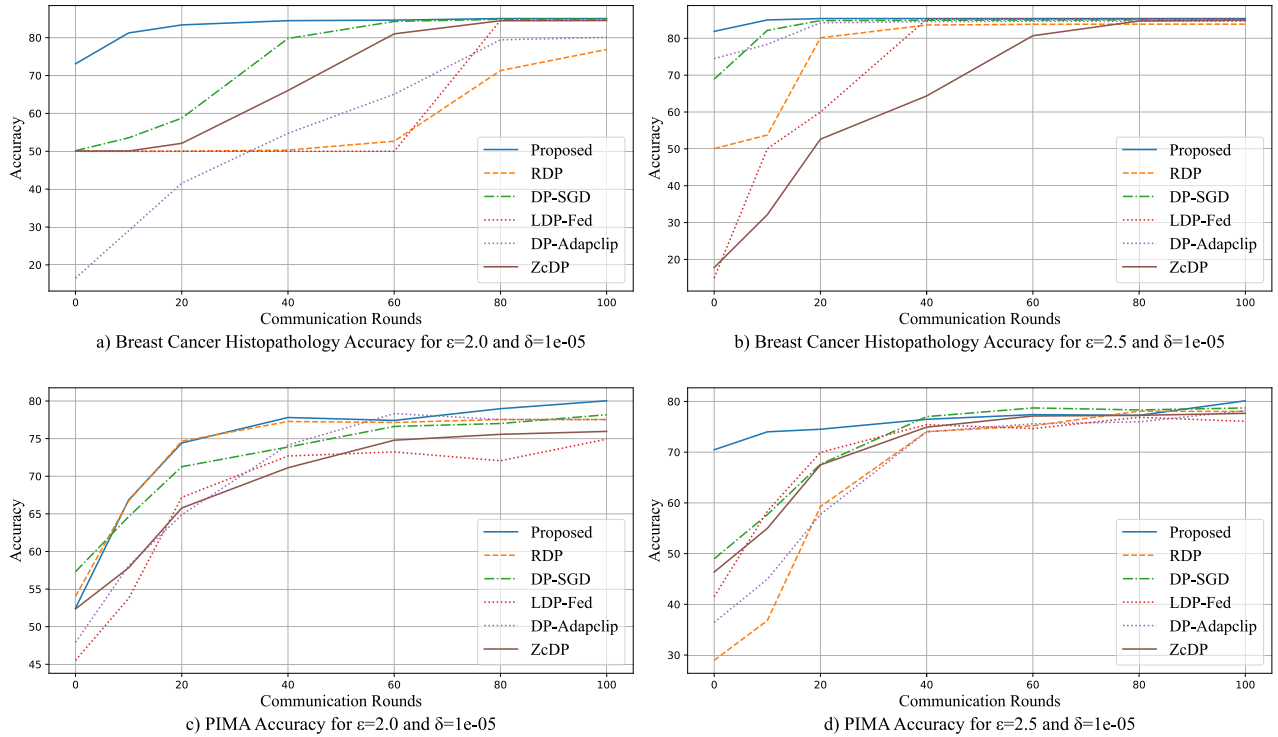 80
70
60
50
40
30
20
Accuracy
0
20
40
60
80
100
Communication Rounds
Proposed
RDP
DP-SGD
LDP-Fed
DP-Adapclip
ZcDP
a) Breast Cancer Histopathology Accuracy for ε=2.0 and δ=1e-05
80
70
60
50
40
30
20
Accuracy
0
20
40
60
80
100
Communication Rounds
Proposed
RDP
DP-SGD
LDP-Fed
DP-Adapclip
ZcDP
b) Breast Cancer Histopathology Accuracy for ε=2.5 and δ=1e-05
80
75
70
65
60
55
50
45
Accuracy
0
20
40
60
80
100
Communication Rounds
Proposed
RDP
DP-SGD
LDP-Fed
DP-Adapclip
ZcDP
c) PIMA Accuracy for ε=2.0 and δ=1e-05
80
70
60
50
40
30
Accuracy
0
20
40
60
80
100
Communication Rounds
Proposed
RDP
DP-SGD
LDP-Fed
DP-Adapclip
ZcDP
d) PIMA Accuracy for ε=2.5 and δ=1e-05